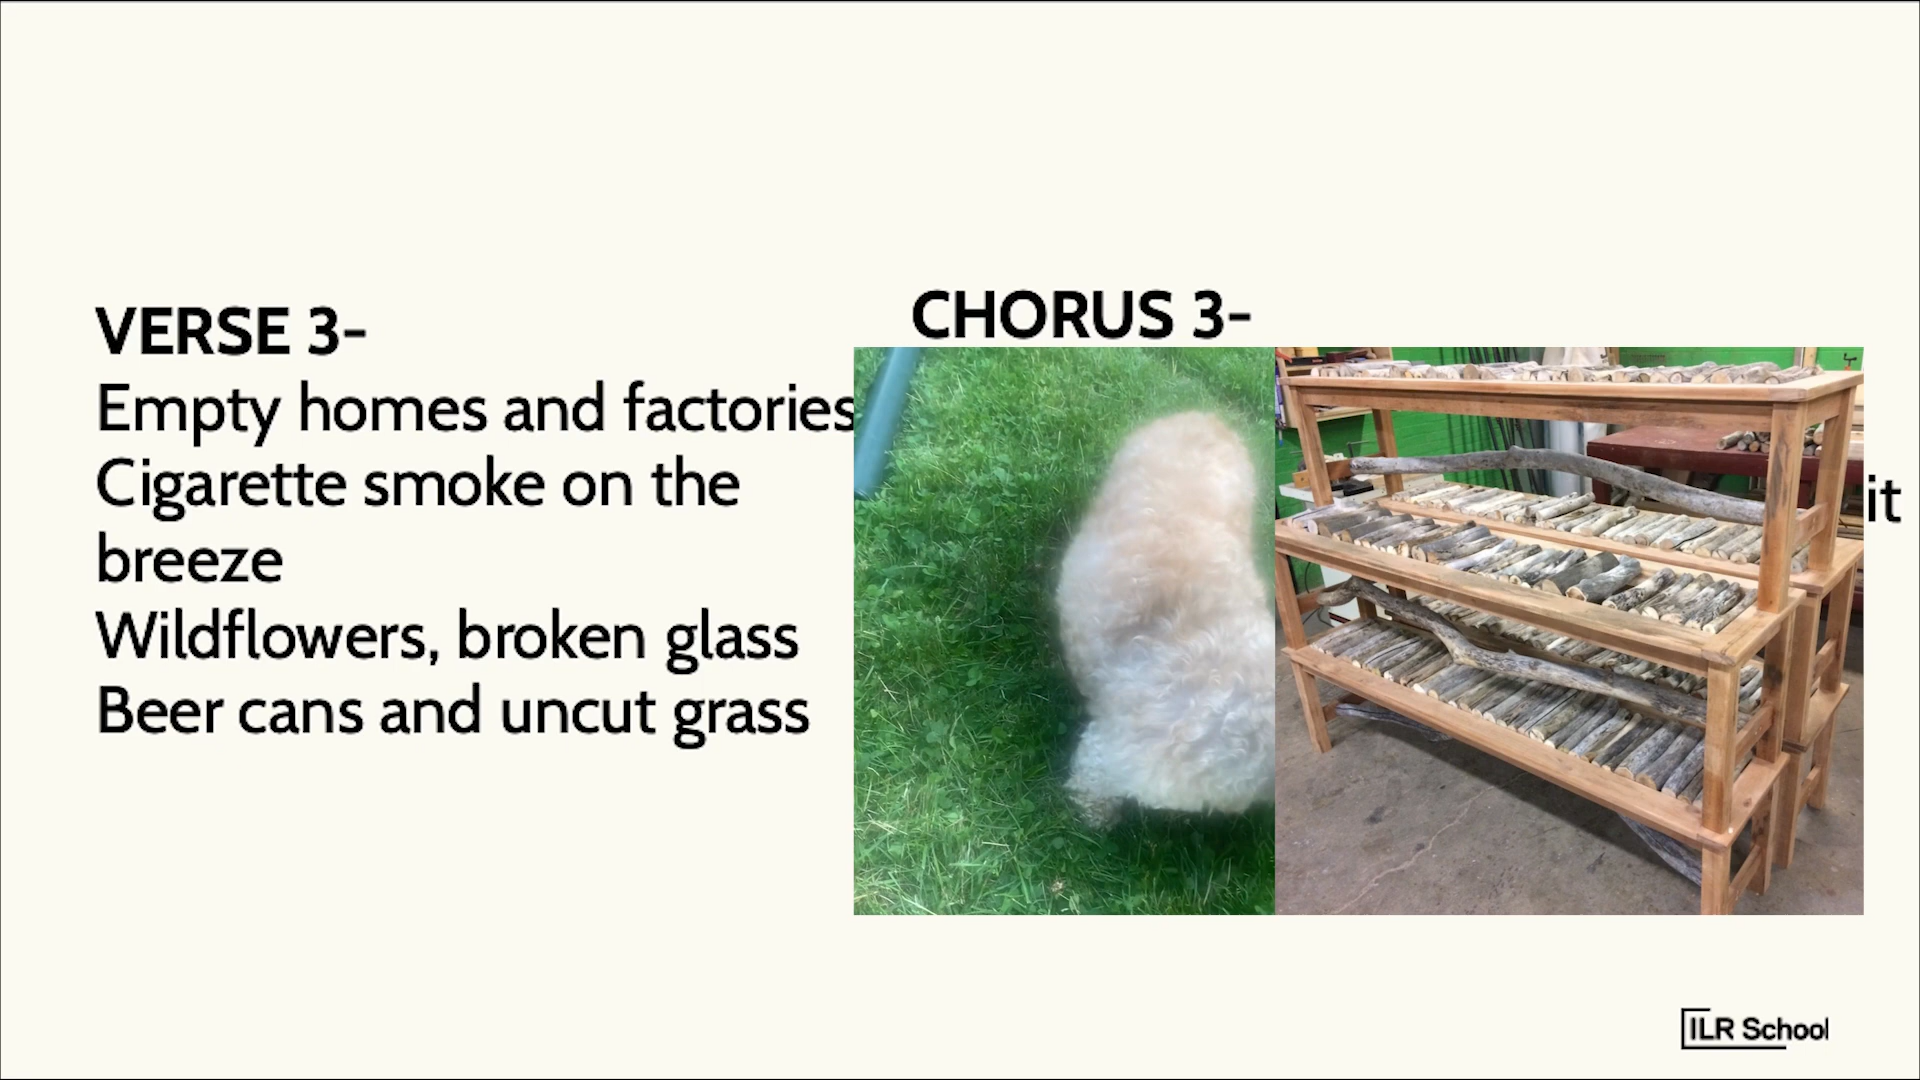 VERSE 3-
Empty homes and factories
Cigarette smoke on the
breeze
Wildflowers, broken glass
Beer cans and uncut grass
CHORUS 3-
it
ILR School